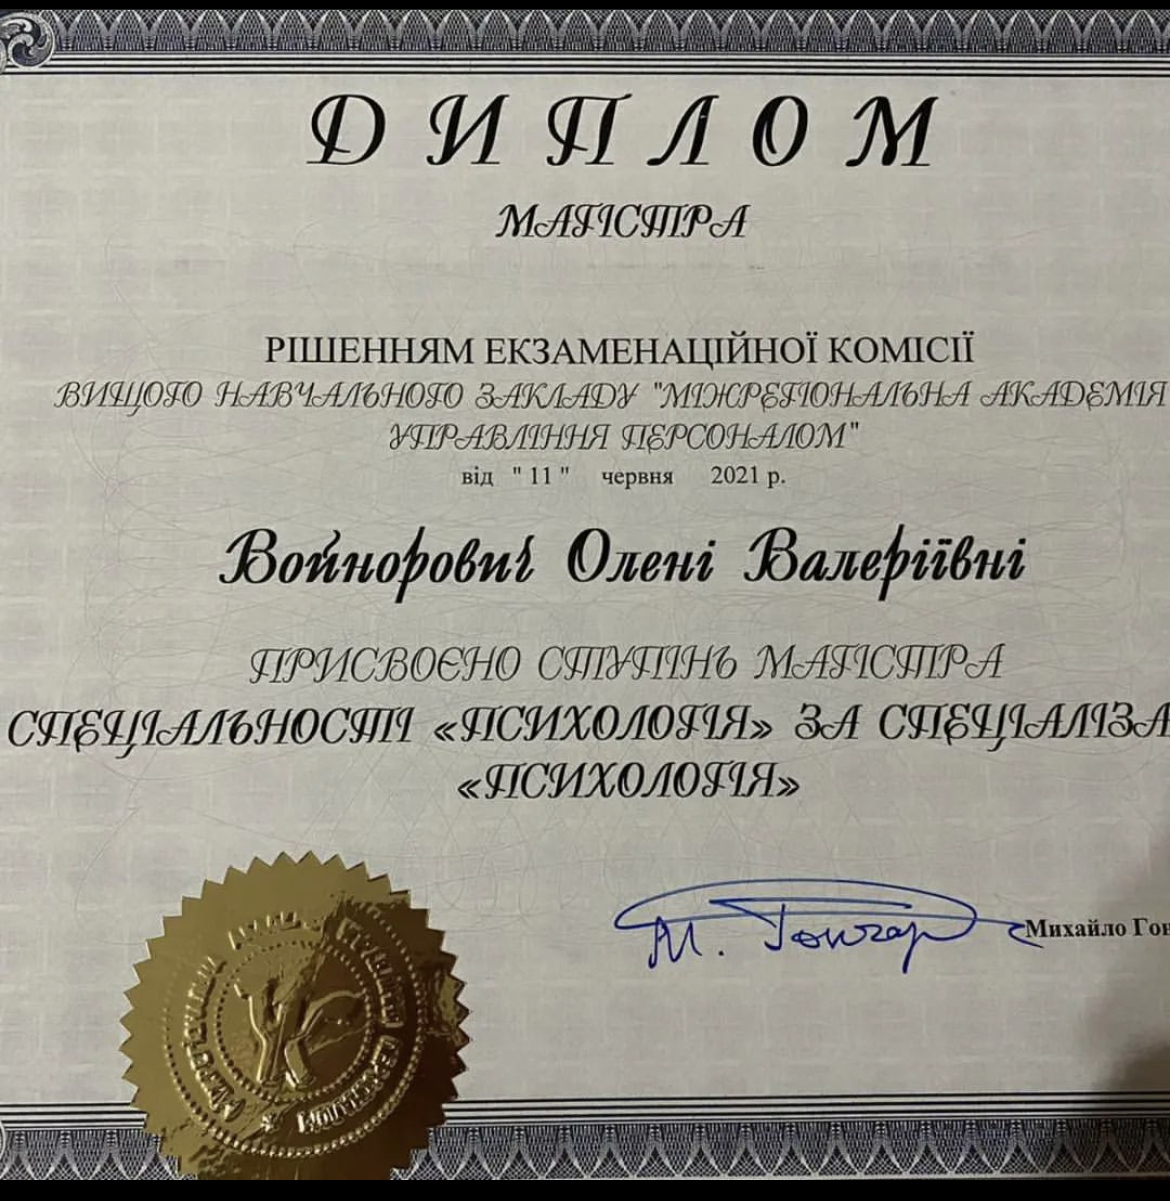 ДИПЛОМ
МАГІСТРА
РІШЕННЯМ ЕКЗАМЕНАЦІЙНОЇ КОМІСІЇ
ВИЩОГО НАВЧАЛЬНОГО ЗАКЛАДУ "МІЖРЕГІОНАЛЬНА АКАДЕМІЯ
УПРАВЛІННЯ ПЕРСОНАЛОМ"
від "11" червня 2021 р.
Войнорович Олені Валеріївні
ПРИСВОЄНО СТУПІНЬ МАГІСТРА
СПЕЦІАЛЬНОСТІ «ПСИХОЛОГІЯ» ЗА СПЕЦІАЛІЗА
«ПСИХОЛОГІЯ»
М. Гончар
Михайло Гон